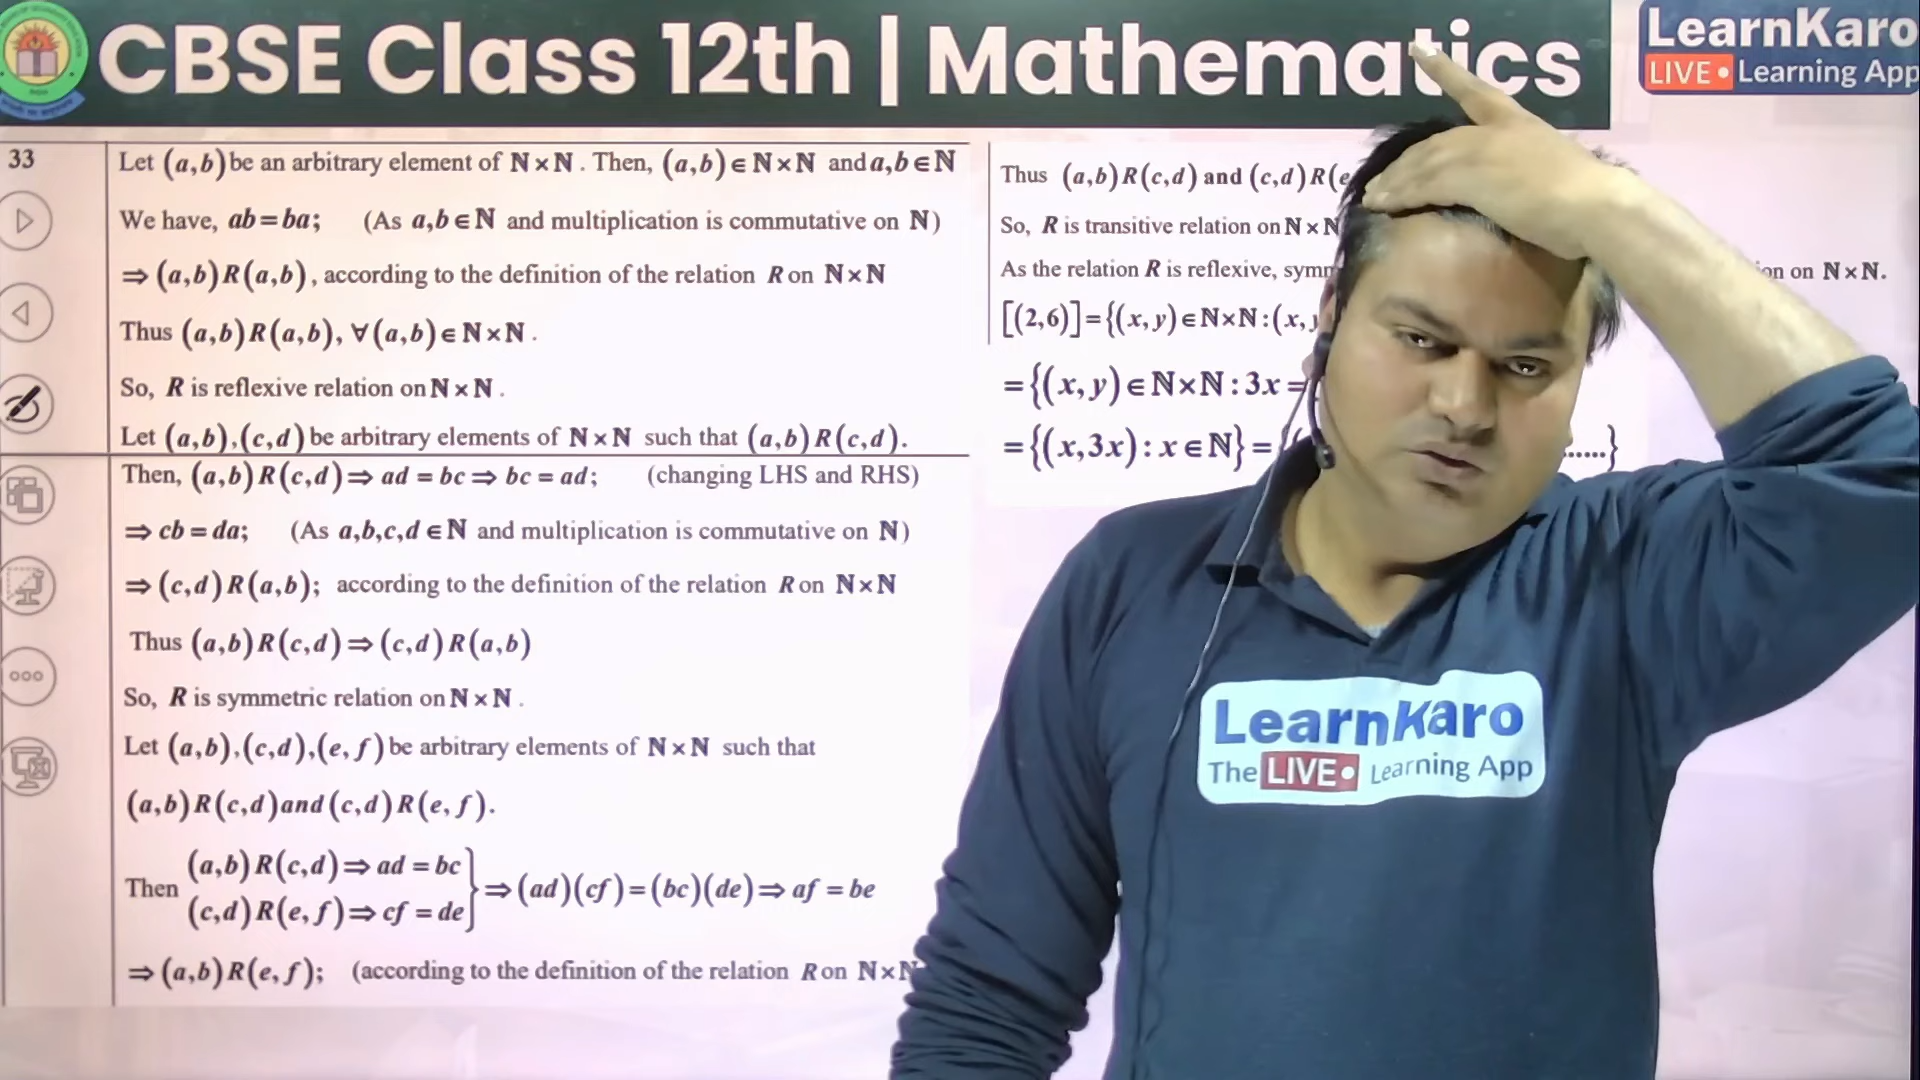 CBSE Class 12th | Mathematics
LearnKaro
LIVE • Learning App
33
Let (a,b) be an arbitrary element of ℕ×ℕ. Then, (a,b)∈ℕ×ℕ and a,b∈ℕ
We have, ab=ba; (As a,b∈ℕ and multiplication is commutative on ℕ)
⇒(a,b)R(a,b), according to the definition of the relation R on ℕ×ℕ
Thus (a,b)R(a,b), ∀(a,b)∈ℕ×ℕ.
So, R is reflexive relation on ℕ×ℕ.
Let (a,b),(c,d) be arbitrary elements of ℕ×ℕ such that (a,b)R(c,d).
Then, (a,b)R(c,d)⇒ad=bc⇒bc=ad; (changing LHS and RHS)
⇒cb=da; (As a,b,c,d∈ℕ and multiplication is commutative on ℕ)
⇒(c,d)R(a,b); according to the definition of the relation R on ℕ×ℕ
Thus (a,b)R(c,d)⇒(c,d)R(a,b)
So, R is symmetric relation on ℕ×ℕ.
Let (a,b),(c,d),(e,f) be arbitrary elements of ℕ×ℕ such that
(a,b)R(c,d)and(c,d)R(e,f).
(a,b)R(c,d)⇒ad=bc
Then } ⇒(ad)(cf)=(bc)(de)⇒af=be
(c,d)R(e,f)⇒cf=de
⇒(a,b)R(e,f); (according to the definition of the relation R on ℕ×ℕ
Thus (a,b)R(c,d) and (c,d)R(e
So, R is transitive relation on ℕ×ℕ
As the relation R is reflexive, on ℕ×ℕ.
[(2,6)]={(x,y)∈ℕ×ℕ:(x,
={(x,y)∈ℕ×ℕ:3x=
={(x,3x):x∈ℕ}={ ......}
LearnKaro
The LIVE • Learning App